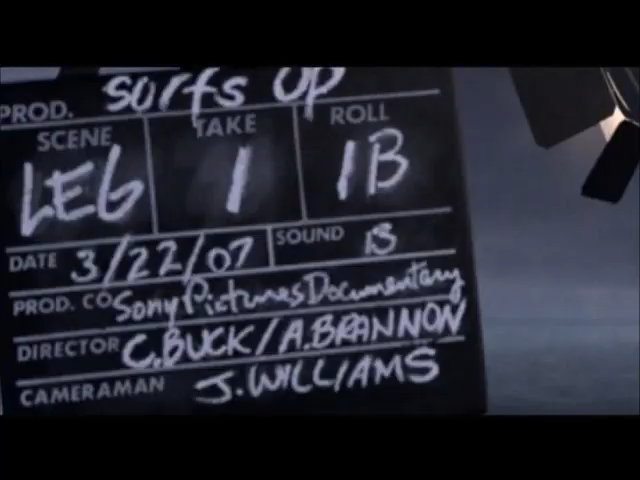 PROD. Surfs Up
SCENE TAKE ROLL
LEG 1 1B
DATE 3/22/07 SOUND B
PROD. CO Sony Pictures Documentary
DIRECTOR C. BUCK / A. BRANNON
CAMERAMAN J. WILLIAMS